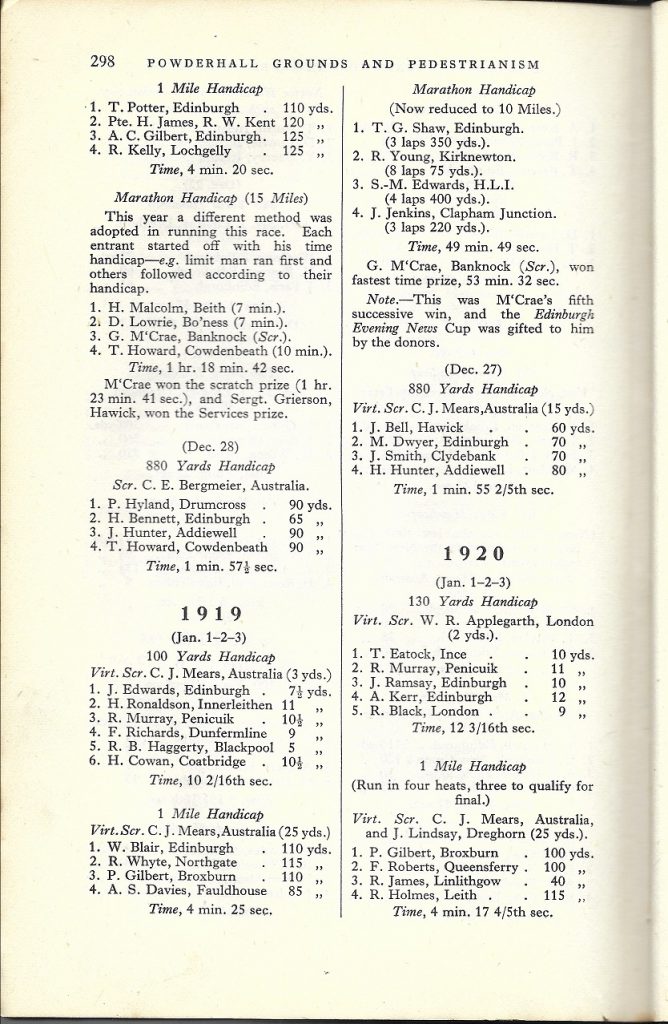 298 POWDERHALL GROUNDS AND PEDESTRIANISM
1 Mile Handicap
1. T. Potter, Edinburgh . 110 yds.
2. Pte. H. James, R. W. Kent 120 „
3. A. C. Gilbert, Edinburgh. 125 „
4. R. Kelly, Lochgelly . 125 „
Time, 4 min. 20 sec.
Marathon Handicap (15 Miles)
This year a different method was
adopted in running this race. Each
entrant started off with his time
handicap—e.g. limit man ran first and
others followed according to their
handicap.
1. H. Malcolm, Beith (7 min.).
2. D. Lowrie, Bo'ness (7 min.).
3. G. M‘Crae, Banknock (Scr.).
4. T. Howard, Cowdenbeath (10 min.).
Time, 1 hr. 18 min. 42 sec.
M‘Crae won the scratch prize (1 hr.
23 min. 41 sec.), and Sergt. Grierson,
Hawick, won the Services prize.
(Dec. 28)
880 Yards Handicap
Scr. C. E. Bergmeier, Australia.
1. P. Hyland, Drumcross . 90 yds.
2. H. Bennett, Edinburgh . 65 „
3. J. Hunter, Addiewell . 90 „
4. T. Howard, Cowdenbeath 90 „
Time, 1 min. 57½ sec.
1919
(Jan. 1–2–3)
100 Yards Handicap
Virt. Scr. C. J. Mears, Australia (3 yds.)
1. J. Edwards, Edinburgh . 7½ yds.
2. H. Ronaldson, Innerleithen 11 „
3. R. Murray, Penicuik . 10½ „
4. F. Richards, Dunfermline 9 „
5. R. B. Haggerty, Blackpool 5 „
6. H. Cowan, Coatbridge . 10½ „
Time, 10 2/16th sec.
1 Mile Handicap
Virt. Scr. C. J. Mears, Australia (25 yds.)
1. W. Blair, Edinburgh . 110 yds.
2. R. Whyte, Northgate . 115 „
3. P. Gilbert, Broxburn . 110 „
4. A. S. Davies, Fauldhouse 85 „
Time, 4 min. 25 sec.
Marathon Handicap
(Now reduced to 10 Miles.)
1. T. G. Shaw, Edinburgh.
(3 laps 350 yds.).
2. R. Young, Kirknewton.
(8 laps 75 yds.).
3. S.-M. Edwards, H.L.I.
(4 laps 400 yds.).
4. J. Jenkins, Clapham Junction.
(3 laps 220 yds.).
Time, 49 min. 49 sec.
G. M‘Crae, Banknock (Scr.), won
fastest time prize, 53 min. 32 sec.
Note.—This was M‘Crae's fifth
successive win, and the Edinburgh
Evening News Cup was gifted to him
by the donors.
(Dec. 27)
880 Yards Handicap
Virt. Scr. C. J. Mears, Australia (15 yds.)
1. J. Bell, Hawick . . 60 yds.
2. M. Dwyer, Edinburgh . 70 „
3. J. Smith, Clydebank . 70 „
4. H. Hunter, Addiewell . 80 „
Time, 1 min. 55 2/5th sec.
1920
(Jan. 1–2–3)
130 Yards Handicap
Virt. Scr. W. R. Applegarth, London
(2 yds.).
1. T. Eatock, Ince . . 10 yds.
2. R. Murray, Penicuik . 11 „
3. J. Ramsay, Edinburgh . 10 „
4. A. Kerr, Edinburgh . 12 „
5. R. Black, London . . 9 „
Time, 12 3/16th sec.
1 Mile Handicap
(Run in four heats, three to qualify for
final.)
Virt. Scr. C. J. Mears, Australia,
and J. Lindsay, Dreghorn (25 yds.).
1. P. Gilbert, Broxburn . 100 yds.
2. F. Roberts, Queensferry . 100 „
3. R. James, Linlithgow . 40 „
4. R. Holmes, Leith . . 115 „
Time, 4 min. 17 4/5th sec.